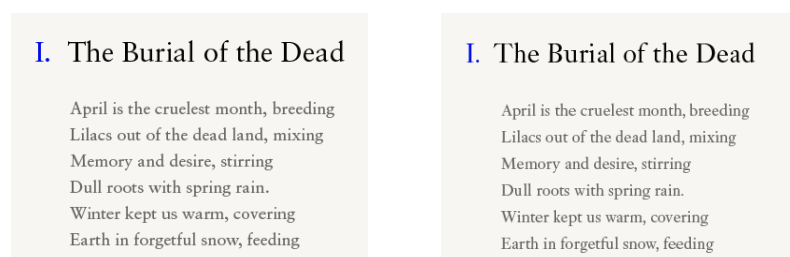 I. The Burial of the Dead
April is the cruelest month, breeding
Lilacs out of the dead land, mixing
Memory and desire, stirring
Dull roots with spring rain.
Winter kept us warm, covering
Earth in forgetful snow, feeding
I. The Burial of the Dead
April is the cruelest month, breeding
Lilacs out of the dead land, mixing
Memory and desire, stirring
Dull roots with spring rain.
Winter kept us warm, covering
Earth in forgetful snow, feeding